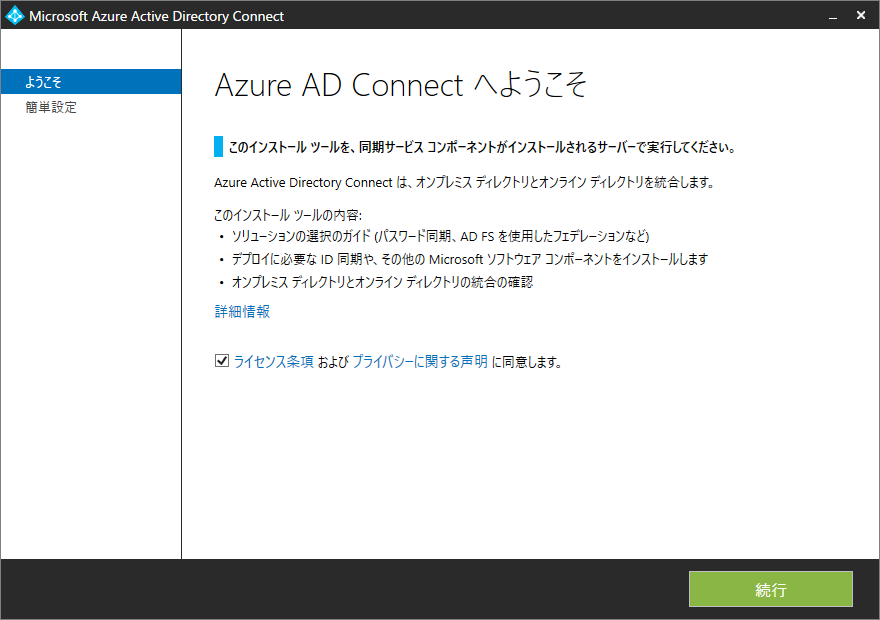 Microsoft Azure Active Directory Connect
ようこそ
簡単設定
Azure AD Connect へようこそ
このインストール ツールを、同期サービス コンポーネントがインストールされるサーバーで実行してください。
Azure Active Directory Connect は、オンプレミス ディレクトリとオンライン ディレクトリを統合します。
このインストール ツールの内容:
• ソリューションの選択のガイド (パスワード同期、AD FS を使用したフェデレーションなど)
• デプロイに必要な ID 同期や、その他の Microsoft ソフトウェア コンポーネントをインストールします
• オンプレミス ディレクトリとオンライン ディレクトリの統合の確認
詳細情報
ライセンス条項 および プライバシーに関する声明 に同意します。
続行